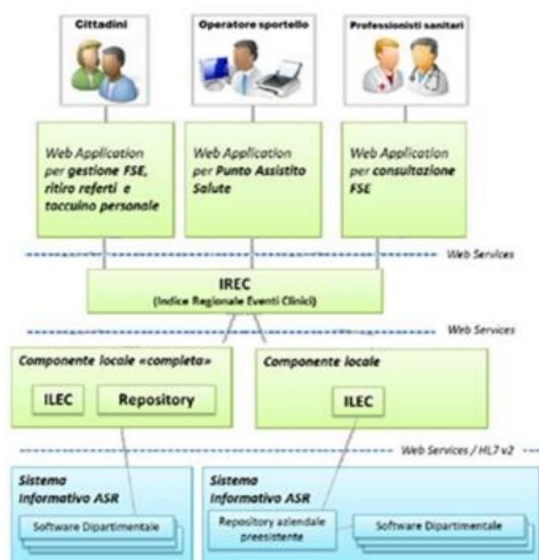 Cittadini
Operatore sportello
Professionisti sanitari
Web Application
per gestione FSE,
ritiro referti e
taccuino personale
Web Application
per Punto Assistito
Salute
Web Application
per consultazione
FSE
Web Services
IREC
(Indice Regionale Eventi Clinici)
Web Services
Componente locale «completa»
ILEC
Repository
Componente locale
ILEC
Web Services / HL7 v2
Sistema
Informativo ASR
Software Dipartimentale
Sistema
Informativo ASR
Repository aziendale
preesistente
Software Dipartimentale